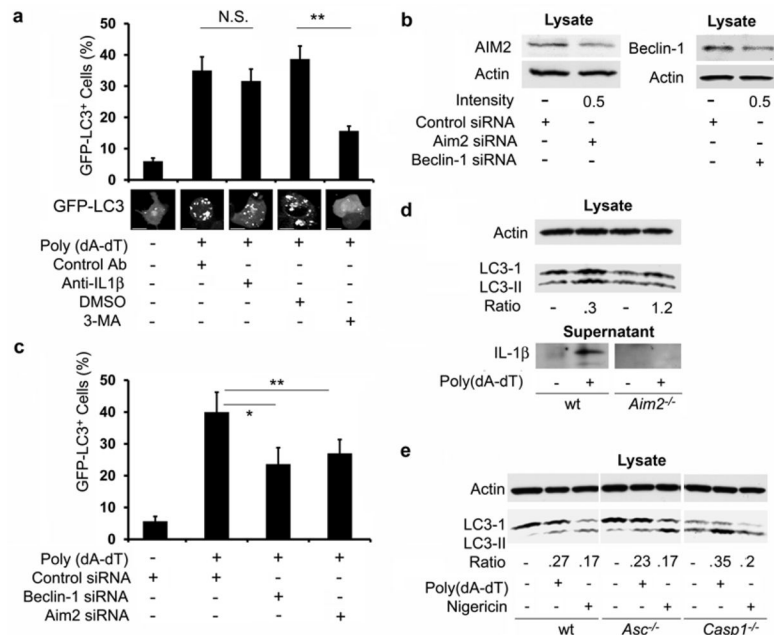 a
N.S.
**
GFP-LC3+ Cells (%)
50
40
30
20
10
0
GFP-LC3
Poly (dA-dT) - + + + +
Control Ab - + - - -
Anti-IL1β - - + - -
DMSO - - - + -
3-MA - - - - +
b
Lysate
AIM2
Actin
Intensity - 0.5
Lysate
Beclin-1
Actin
- 0.5
Control siRNA + - + -
Aim2 siRNA - + - -
Beclin-1 siRNA - - - +
c
**
*
GFP-LC3+ Cells (%)
50
40
30
20
10
0
Poly (dA-dT) - + + +
Control siRNA + + - -
Beclin-1 siRNA - - + -
Aim2 siRNA - - - +
d
Lysate
Actin
LC3-1
LC3-II
Ratio - .3 - 1.2
Supernatant
IL-1β
Poly(dA-dT) - + - +
wt Aim2-/-
e
Lysate
Actin
LC3-1
LC3-II
Ratio - .27 .17 - .23 .17 - .35 .2
Poly(dA-dT) - + - - + - - + -
Nigericin - - + - - + - - +
wt Asc-/- Casp1-/-